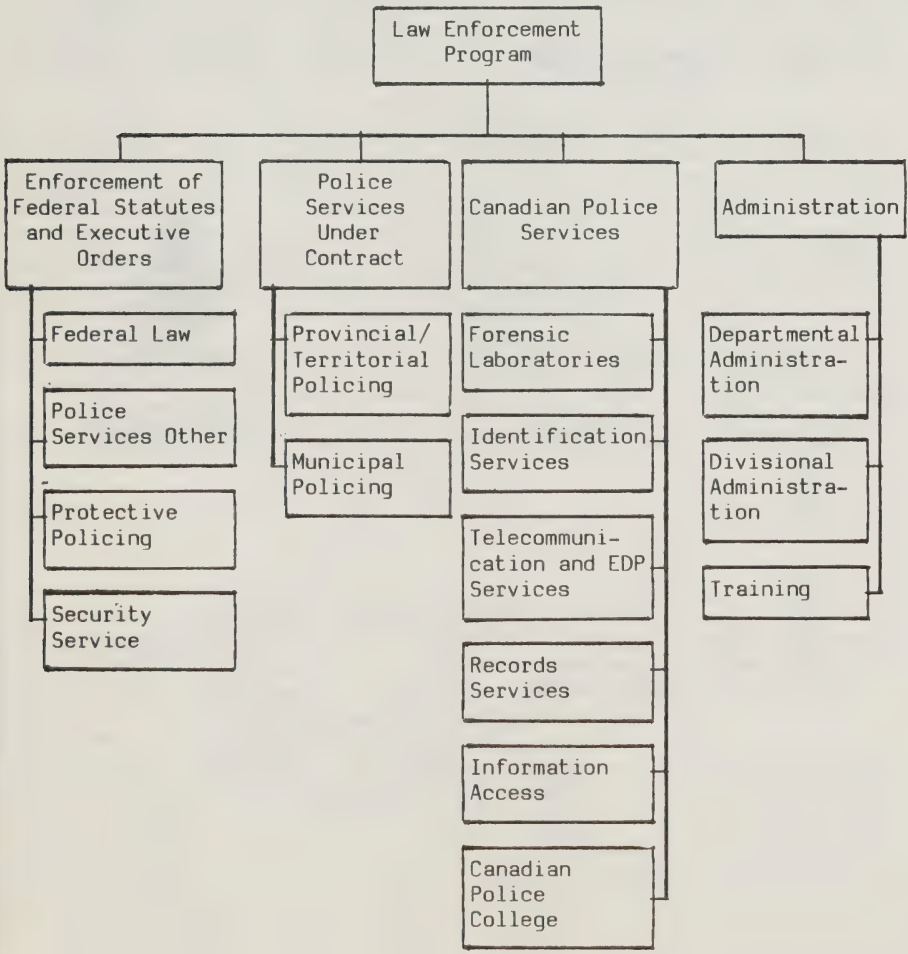 Law Enforcement
Program
Enforcement of
Federal Statutes
and Executive
Orders
Police
Services
Under
Contract
Canadian Police
Services
Administration
Federal Law
Police
Services Other
Protective
Policing
Security
Service
Provincial/
Territorial
Policing
Municipal
Policing
Forensic
Laboratories
Identification
Services
Telecommuni-
cation and EDP
Services
Records
Services
Information
Access
Canadian
Police
College
Departmental
Administra-
tion
Divisional
Administra-
tion
Training